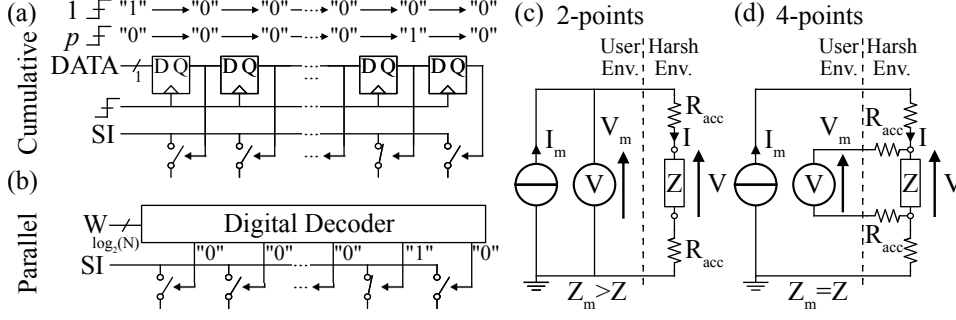 (a)
Cumulative
1 "1" "0" "0" "0" "0" "0"
p "0" "0" "0" "0" "1" "0"
DATA 1 D Q D Q ... D Q D Q
...
SI ...
...
(b)
Parallel
W log₂(N) Digital Decoder
"0" "0" "0" "1" "0"
SI ...
...
(c) 2-points
User Env. Harsh Env.
Racc
Im Vm I
V Z V
Racc
Zm>Z
(d) 4-points
User Env. Harsh Env.
Racc
Im Vm I
V Z V
Racc
Zm=Z